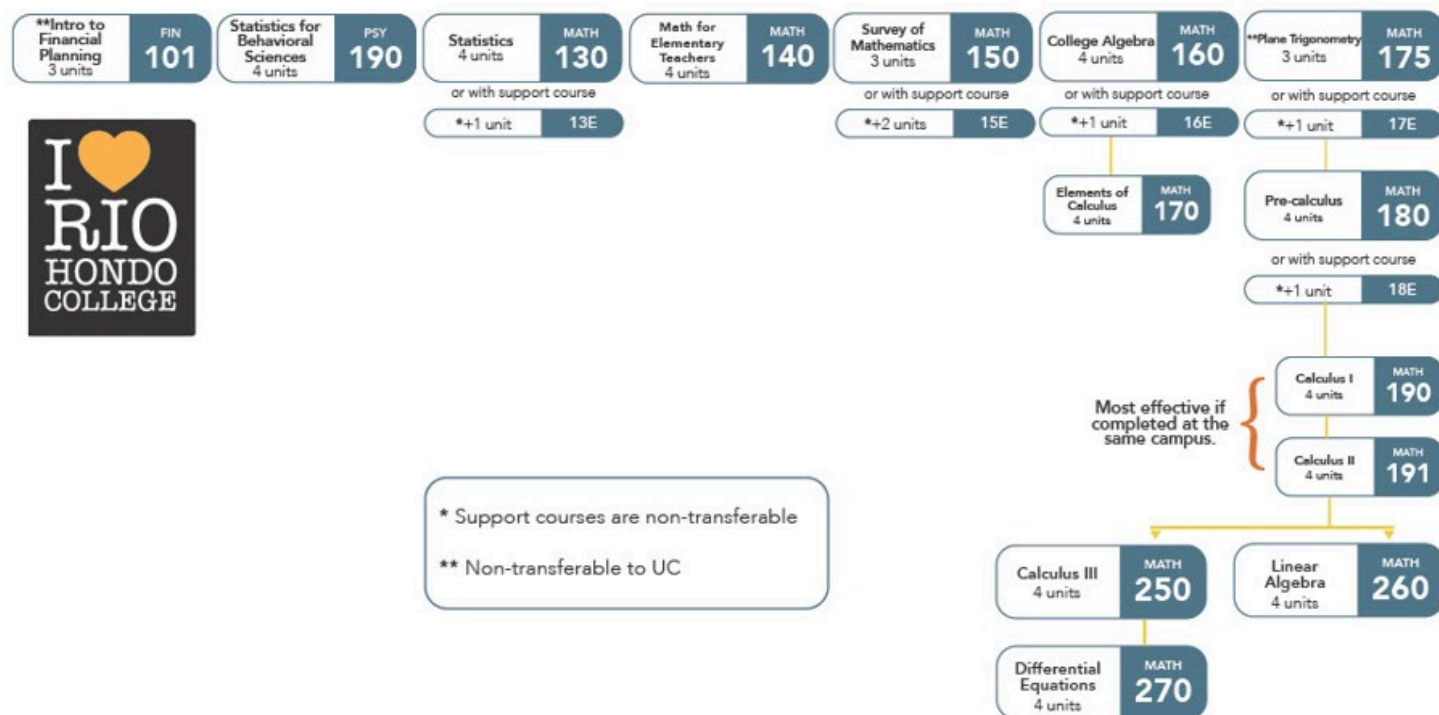 **Intro to
Financial
Planning
3 units
FIN
101
Statistics for
Behavioral
Sciences
4 units
PSY
190
Statistics
4 units
MATH
130
or with support course
*+1 unit
13E
Math for
Elementary
Teachers
4 units
MATH
140
Survey of
Mathematics
3 units
MATH
150
or with support course
*+2 units
15E
College Algebra
4 units
MATH
160
or with support course
*+1 unit
16E
**Plane Trigonometry
3 units
MATH
175
or with support course
*+1 unit
17E
I
RIO
HONDO
COLLEGE
Elements of
Calculus
4 units
MATH
170
Pre-calculus
4 units
MATH
180
or with support course
*+1 unit
18E
Most effective if
completed at the
same campus.
Calculus I
4 units
MATH
190
Calculus II
4 units
MATH
191
* Support courses are non-transferable
** Non-transferable to UC
Calculus III
4 units
MATH
250
Linear
Algebra
4 units
MATH
260
Differential
Equations
4 units
MATH
270